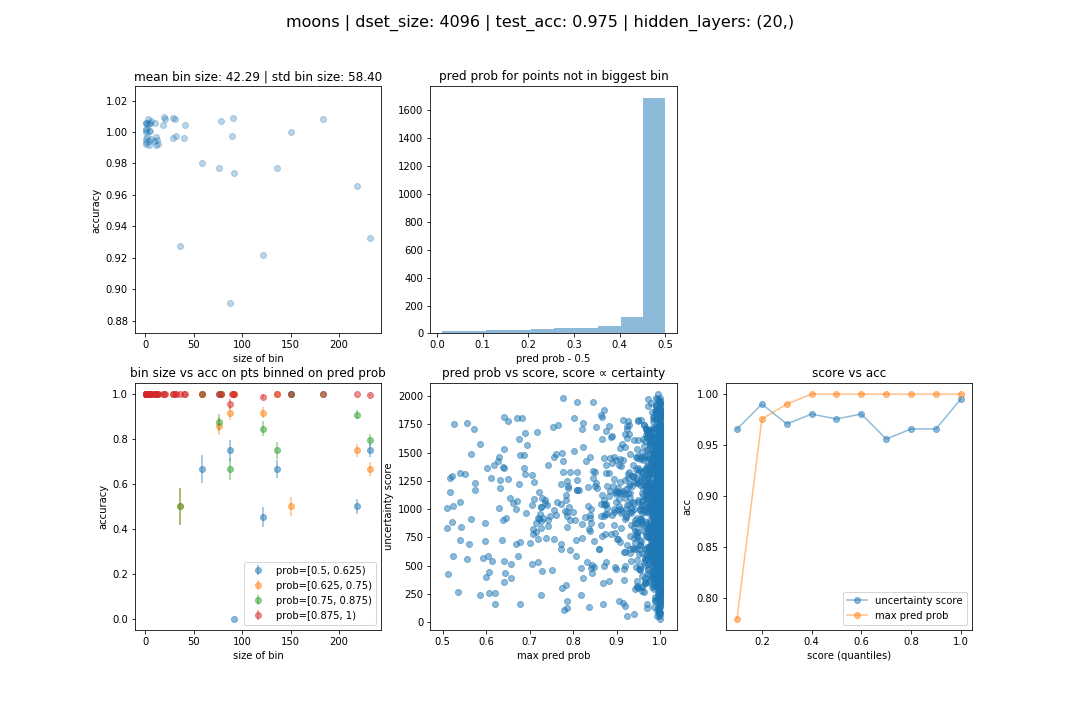 moons | dset_size: 4096 | test_acc: 0.975 | hidden_layers: (20,)
mean bin size: 42.29 | std bin size: 58.40
accuracy
1.02
1.00
0.98
0.96
0.94
0.92
0.90
0.88
0 50 100 150 200
size of bin
pred prob for points not in biggest bin
1600
1400
1200
1000
800
600
400
200
0
0.0 0.1 0.2 0.3 0.4 0.5
pred prob - 0.5
bin size vs acc on pts binned on pred prob
accuracy
1.0
0.8
0.6
0.4
0.2
0.0
prob=[0.5, 0.625)
prob=[0.625, 0.75)
prob=[0.75, 0.875)
prob=[0.875, 1)
0 50 100 150 200
size of bin
pred prob vs score, score ∝ certainty
uncertainty score
2000
1750
1500
1250
1000
750
500
250
0
0.5 0.6 0.7 0.8 0.9 1.0
max pred prob
score vs acc
acc
1.00
0.95
0.90
0.85
0.80
uncertainty score
max pred prob
0.2 0.4 0.6 0.8 1.0
score (quantiles)